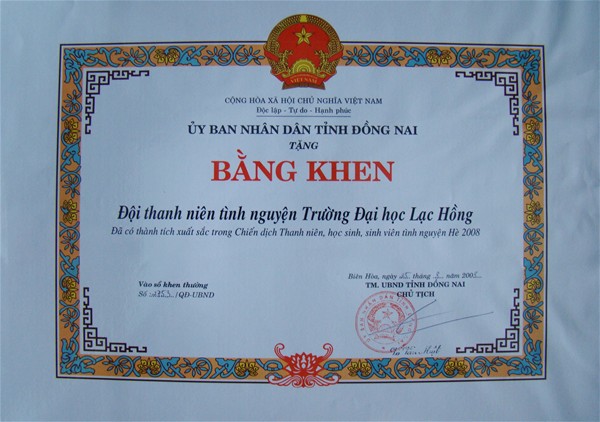 VIỆT NAM
CỘNG HÒA XÃ HỘI CHỦ NGHĨA VIỆT NAM
Độc lập - Tự do - Hạnh phúc
ỦY BAN NHÂN DÂN TỈNH ĐỒNG NAI
TẶNG
BẰNG KHEN
Đội thanh niên tình nguyện Trường Đại học Lạc Hồng
Đã có thành tích xuất sắc trong Chiến dịch Thanh niên, học sinh, sinh viên tình nguyện Hè 2008
Vào sổ khen thưởng
Số /QĐ-UBND
Biên Hòa, ngày tháng năm 200
TM. UBND TỈNH ĐỒNG NAI
CHỦ TỊCH